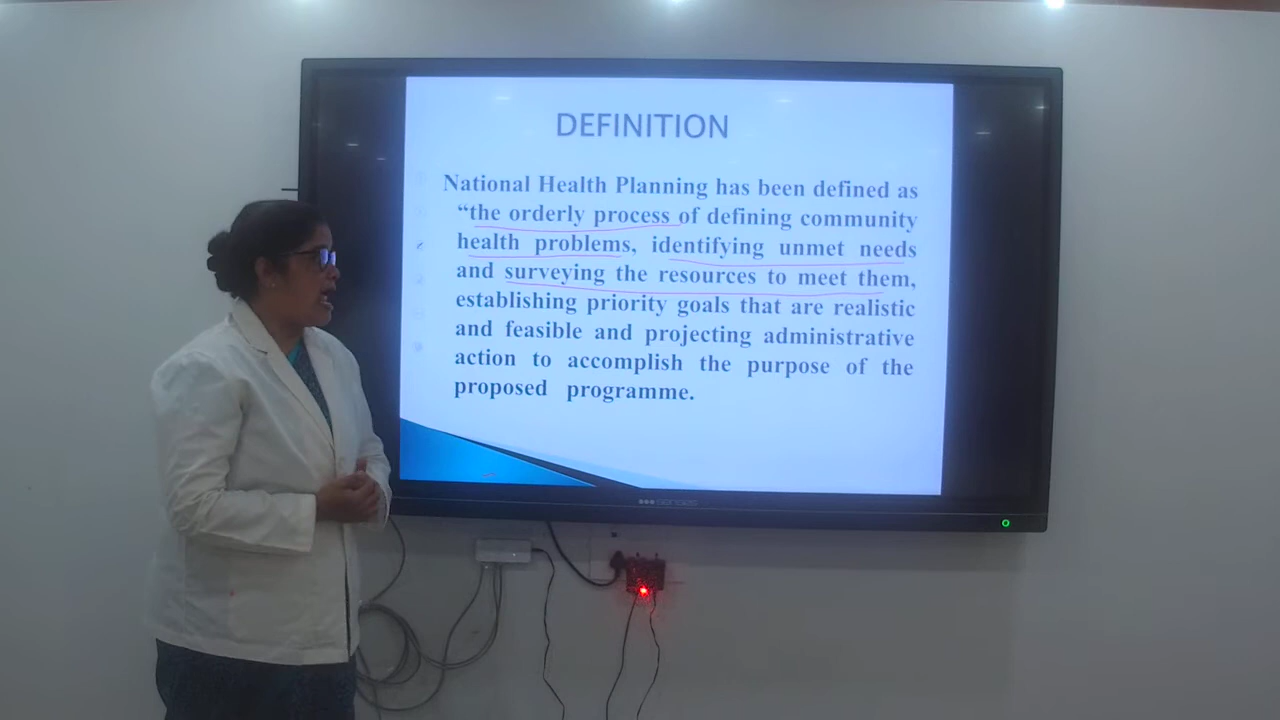 DEFINITION
National Health Planning has been defined as
“the orderly process of defining community
health problems, identifying unmet needs
and surveying the resources to meet them,
establishing priority goals that are realistic
and feasible and projecting administrative
action to accomplish the purpose of the
proposed programme.